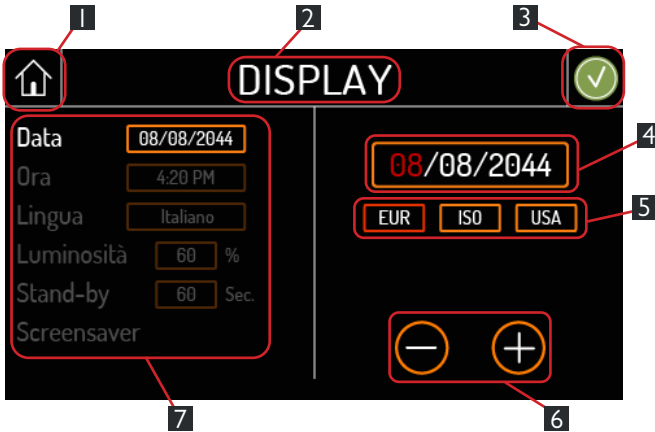 1 2 3
DISPLAY
Data 08/08/2044
Ora 4:20 PM
Lingua Italiano
Luminosità 60 %
Stand-by 60 Sec.
Screensaver
08/08/2044 4
EUR ISO USA 5
7 6